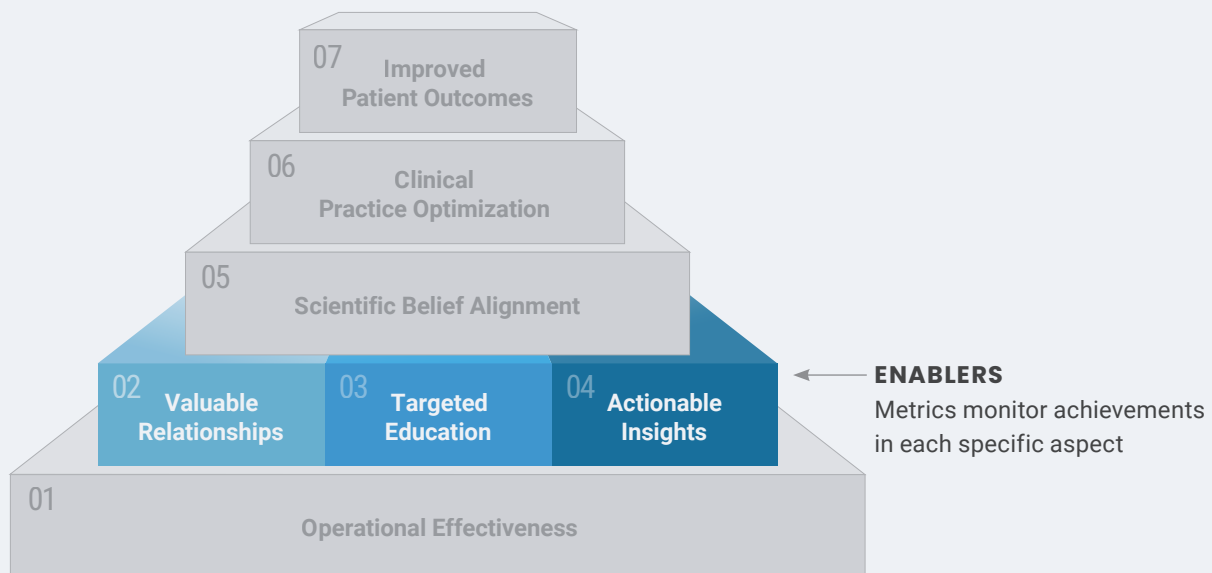 07
Improved
Patient Outcomes
06
Clinical
Practice Optimization
05
Scientific Belief Alignment
02
Valuable
Relationships
03
Targeted
Education
04
Actionable
Insights
ENABLERS
Metrics monitor achievements
in each specific aspect
01
Operational Effectiveness